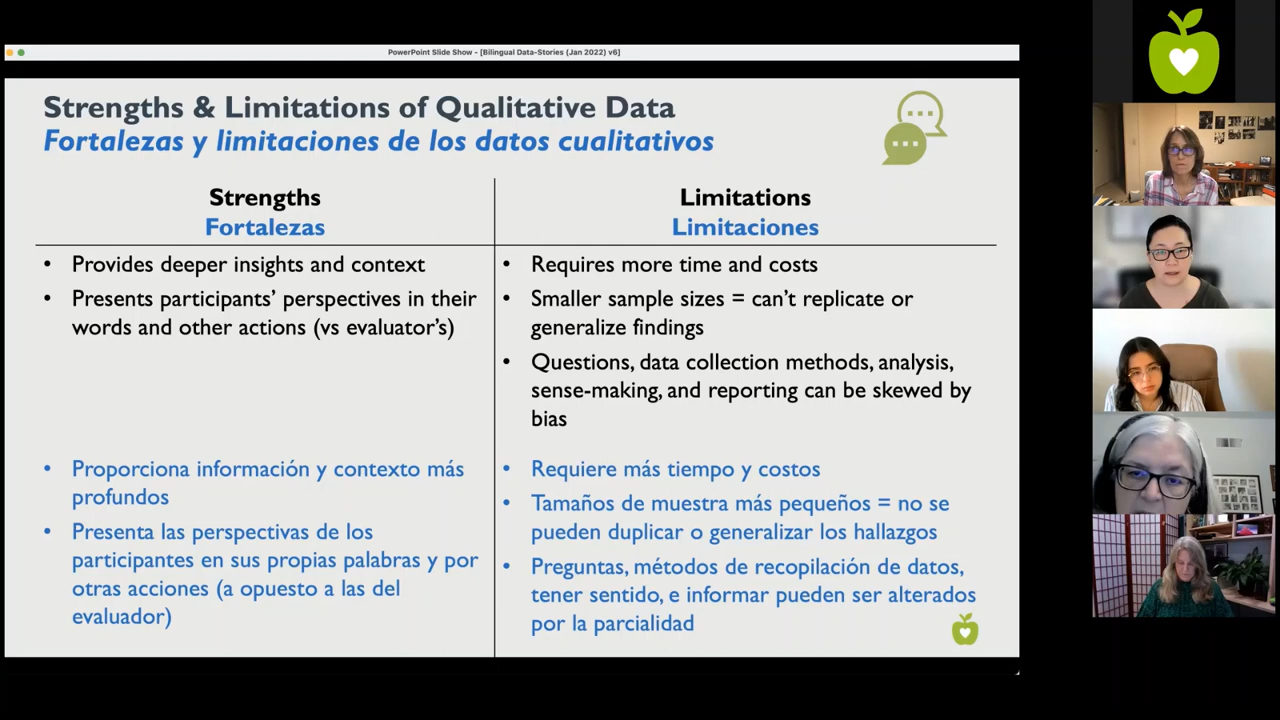 PowerPoint Slide Show - [Bilingual Data-Stories (Jan 2022) v6]
Strengths & Limitations of Qualitative Data
Fortalezas y limitaciones de los datos cualitativos
Strengths
Fortalezas
• Provides deeper insights and context
• Presents participants’ perspectives in their
words and other actions (vs evaluator’s)
• Proporciona información y contexto más
profundos
• Presenta las perspectivas de los
participantes en sus propias palabras y por
otras acciones (a opuesto a las del
evaluador)
Limitations
Limitaciones
• Requires more time and costs
• Smaller sample sizes = can’t replicate or
generalize findings
• Questions, data collection methods, analysis,
sense-making, and reporting can be skewed by
bias
• Requiere más tiempo y costos
• Tamaños de muestra más pequeños = no se
pueden duplicar o generalizar los hallazgos
• Preguntas, métodos de recopilación de datos,
tener sentido, e informar pueden ser alterados
por la parcialidad